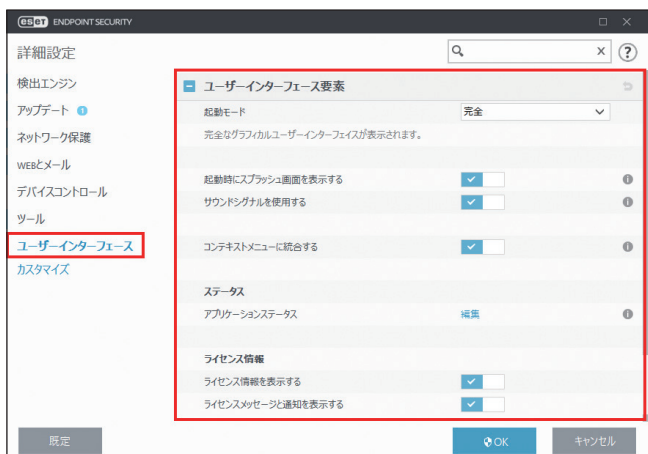 eset ENDPOINT SECURITY
詳細設定
検出エンジン
アップデート 1
ネットワーク保護
WEBとメール
デバイスコントロール
ツール
ユーザーインターフェース
カスタマイズ
ユーザーインターフェース要素
起動モード 完全
完全なグラフィカルユーザーインターフェイスが表示されます。
起動時にスプラッシュ画面を表示する
サウンドシグナルを使用する
コンテキストメニューに統合する
ステータス
アプリケーションステータス 編集
ライセンス情報
ライセンス情報を表示する
ライセンスメッセージと通知を表示する
既定 OK キャンセル